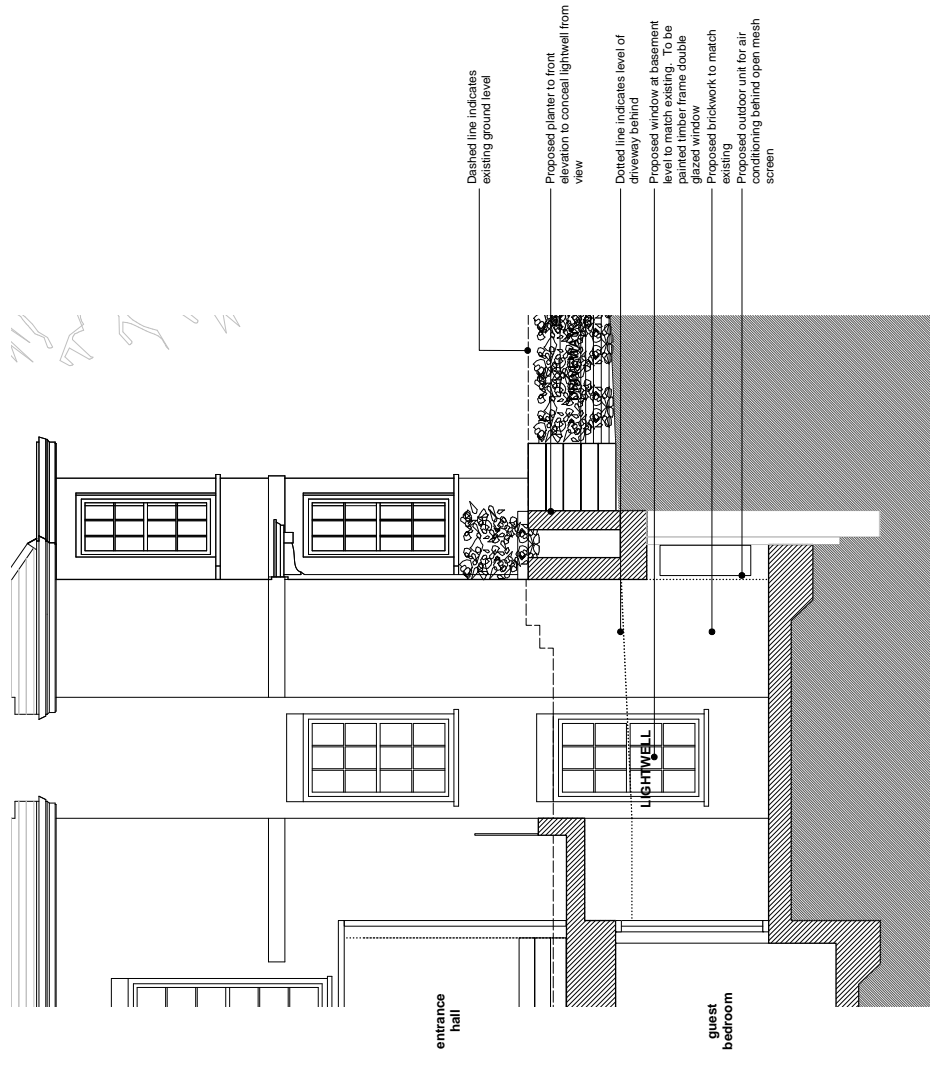 Dashed line indicates
existing ground level
Proposed planter to front
elevation to conceal lightwell from
view
Dotted line indicates level of
driveway behind
Proposed window at basement
level to match existing. To be
painted timber frame double
glazed window
Proposed brickwork to match
existing
Proposed outdoor unit for air
conditioning behind open mesh
screen
DRIVEWAY
LIGHTWELL
entrance
hall
guest
bedroom